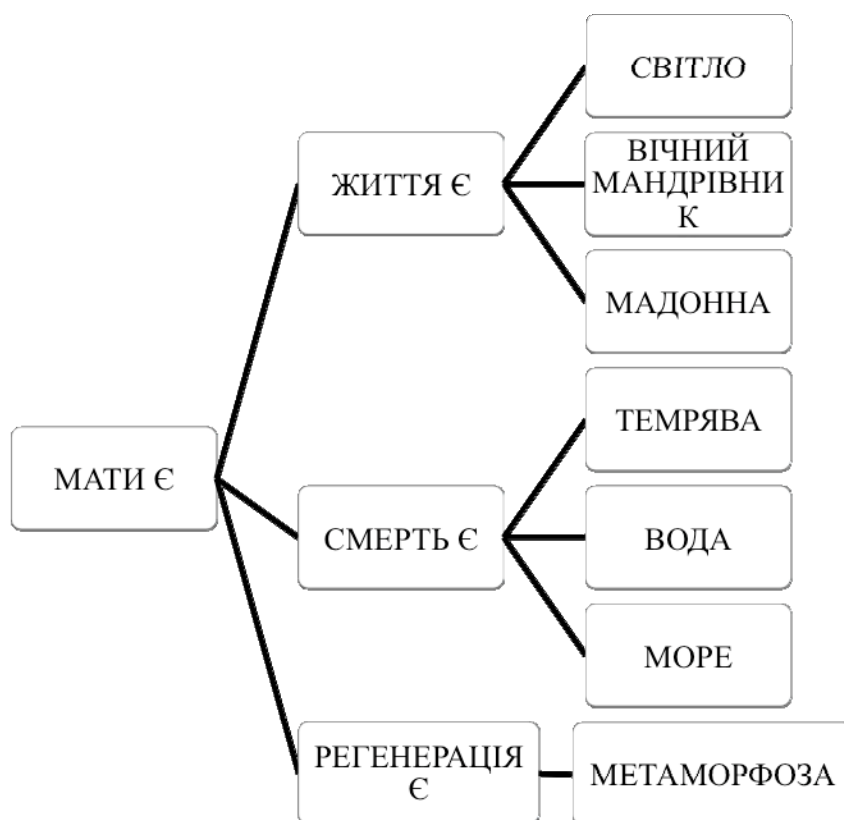 МАТИ Є
ЖИТТЯ Є
СВІТЛО
ВІЧНИЙ
МАНДРІВНИ
К
МАДОННА
СМЕРТЬ Є
ТЕМРЯВА
ВОДА
МОРЕ
РЕГЕНЕРАЦІЯ
Є
МЕТАМОРФОЗА